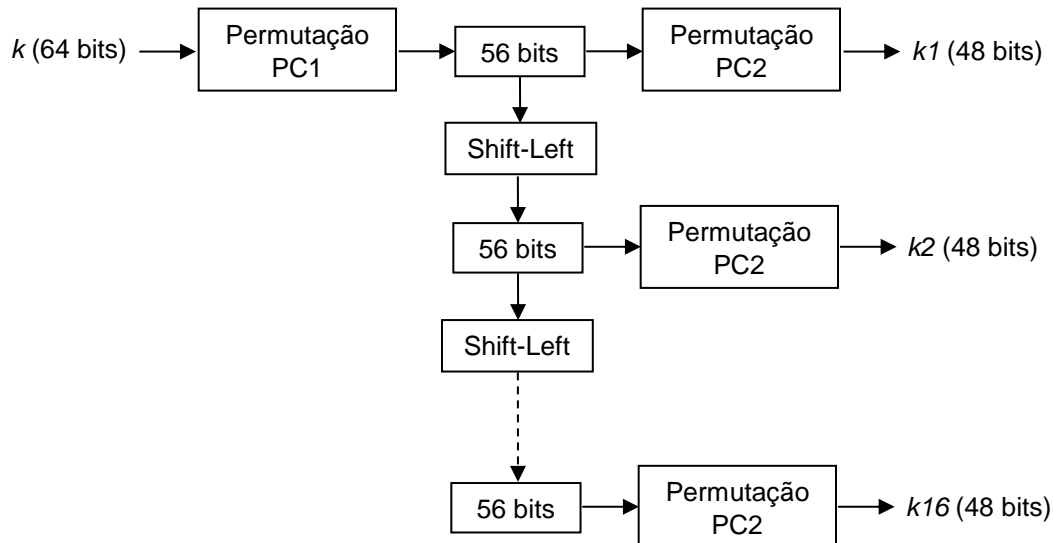 k (64 bits)
Permutação
PC1
56 bits
Permutação
PC2
k1 (48 bits)
Shift-Left
56 bits
Permutação
PC2
k2 (48 bits)
Shift-Left
56 bits
Permutação
PC2
k16 (48 bits)